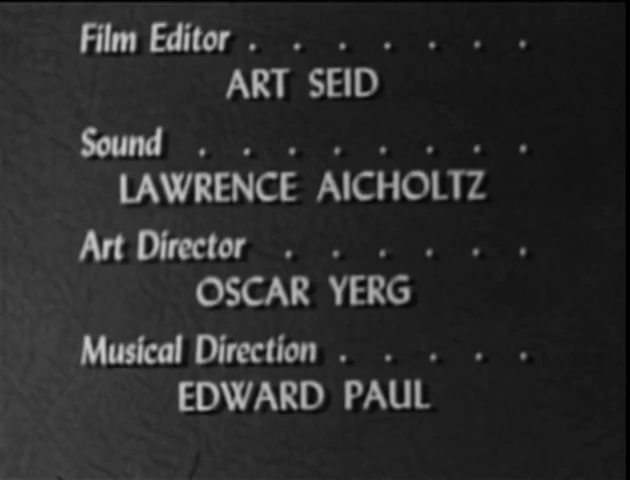 Film Editor . . . . . . .
ART SEID
Sound . . . . . . . .
LAWRENCE AICHOLTZ
Art Director . . . . . .
OSCAR YERG
Musical Direction . . . . .
EDWARD PAUL